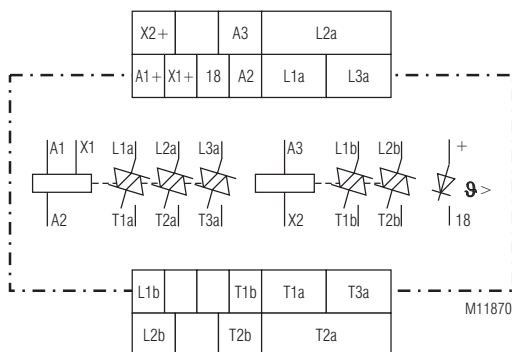 X2+ A3 L2a
A1+ X1+ 18 A2 L1a L3a
A1 X1 L1a L2a L3a A3 L1b L2b +
ϑ>
A2 T1a T2a T3a X2 T1b T2b 18
L1b T1b T1a T3a
M11870
L2b T2b T2a